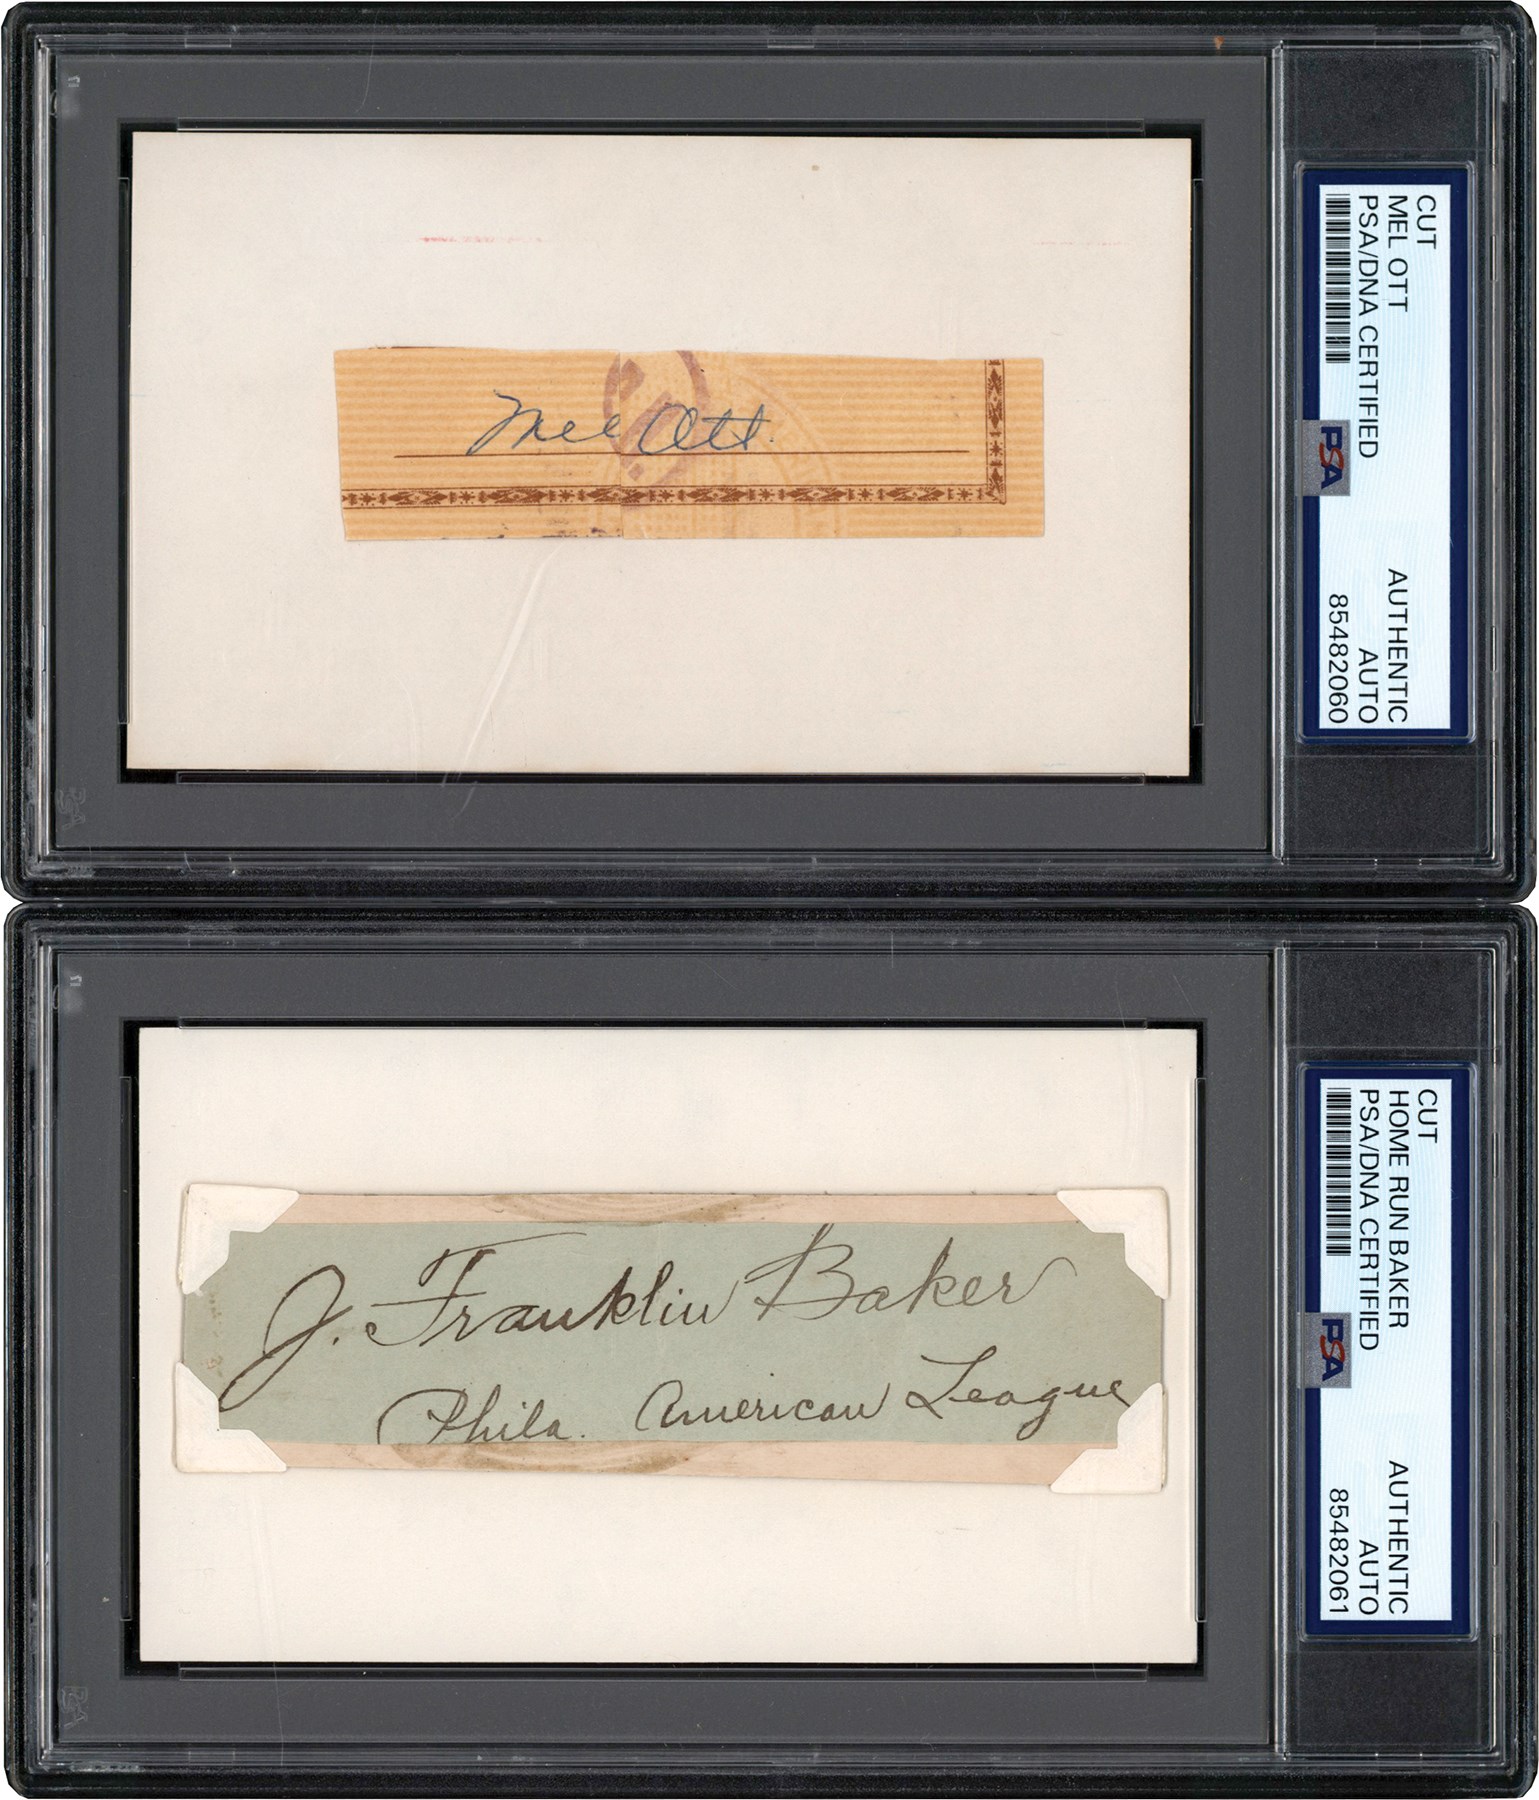 CUT
MEL OTT
PSA/DNA CERTIFIED
AUTHENTIC
AUTO
85482060
PSA
Mel Ott.
CUT
HOME RUN BAKER
PSA/DNA CERTIFIED
AUTHENTIC
AUTO
85482061
PSA
J. Franklin Baker
Phila. American League